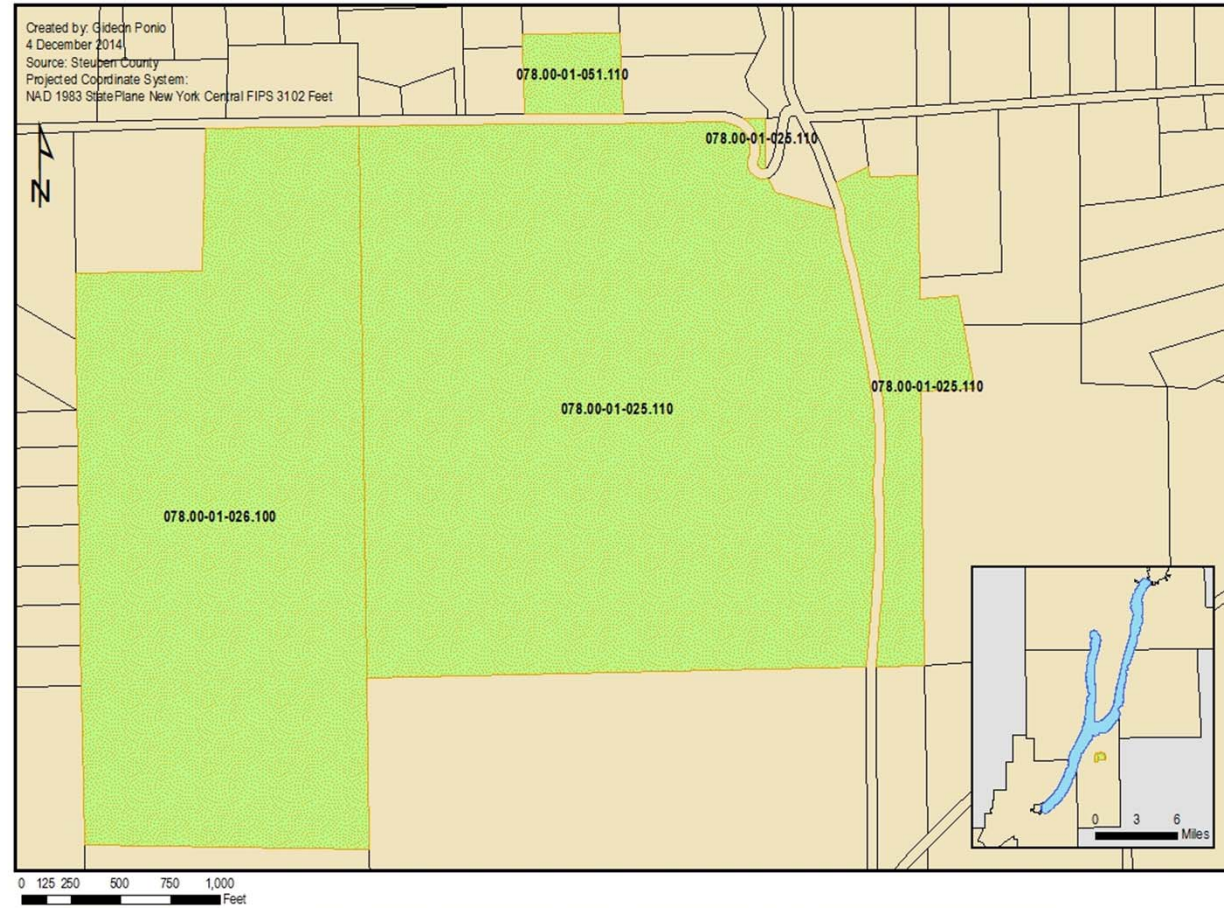 Created by: Gideon Ponio
4 December 2014
Source: Steuben County
Projected Coordinate System:
NAD 1983 StatePlane New York Central FIPS 3102 Feet
078.00-01-051.110
078.00-01-025.110
N
078.00-01-025.110
078.00-01-025.110
078.00-01-026.100
0 3 6
Miles
0 125 250 500 750 1,000
Feet